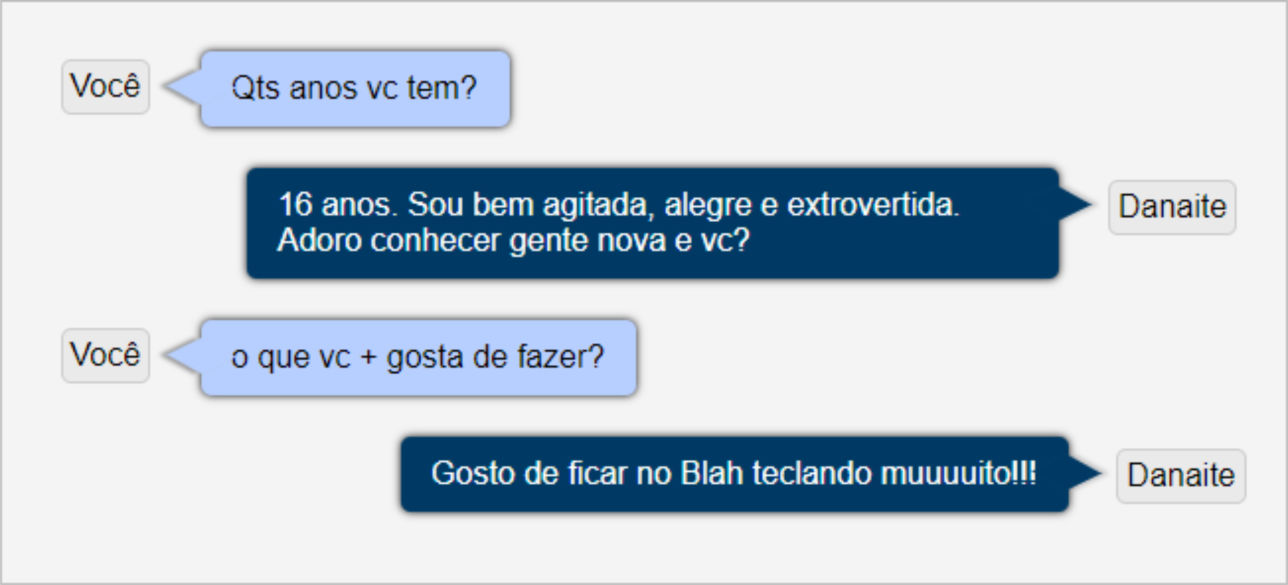 Você
Qts anos vc tem?
16 anos. Sou bem agitada, alegre e extrovertida.
Adoro conhecer gente nova e vc?
Danaite
Você
o que vc + gosta de fazer?
Gosto de ficar no Blah teclando muuuuito!!!
Danaite